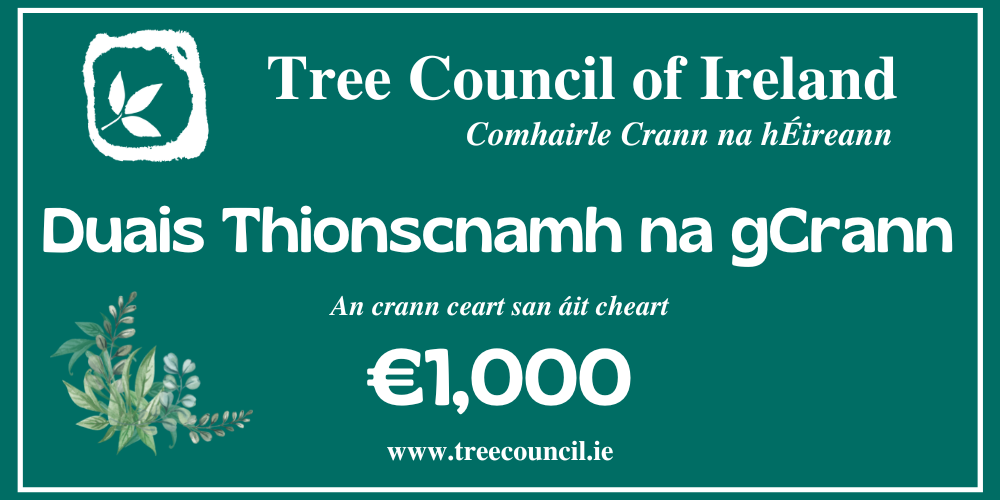 Tree Council of Ireland
Comhairle Crann na hÉireann
Duais Thionscnamh na gCrann
An crann ceart san áit cheart
€1,000
www.treecouncil.ie